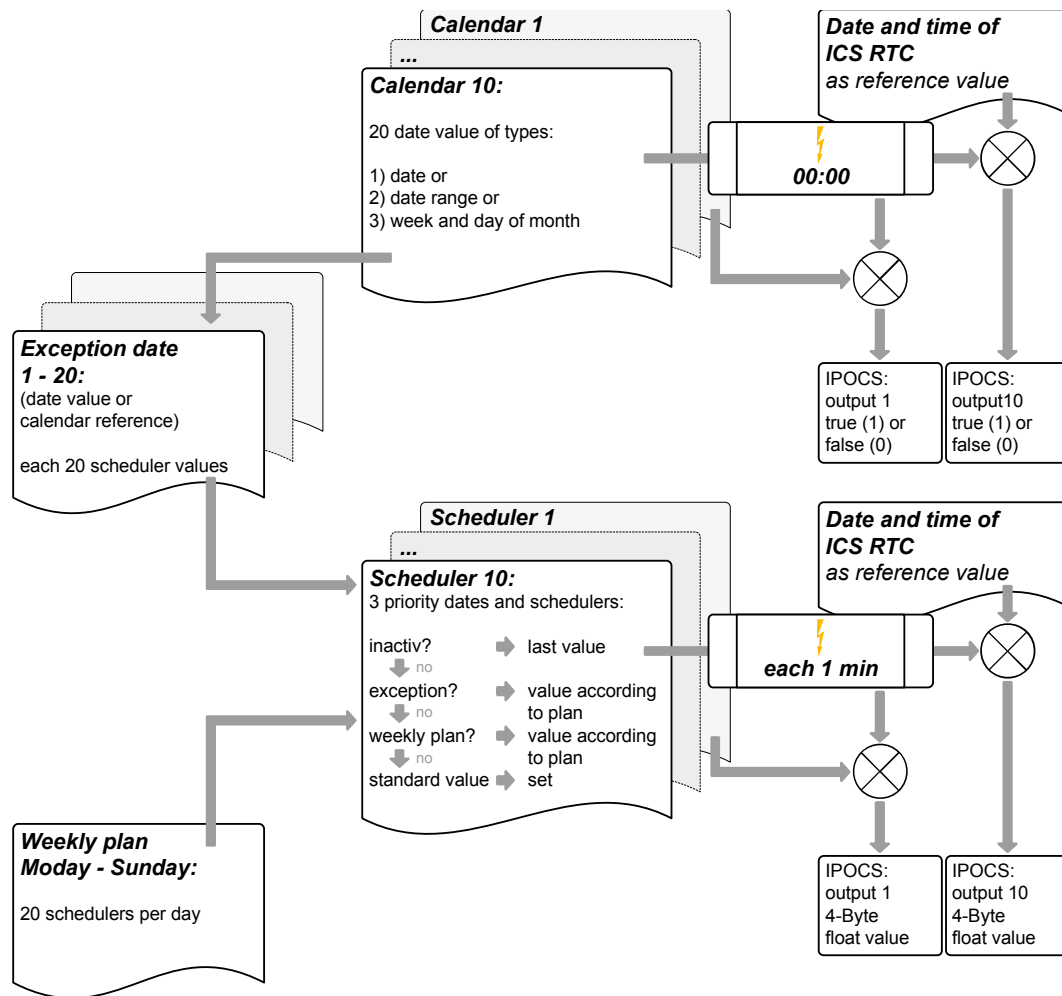 Calendar 1
...
Calendar 10:
20 date value of types:
1) date or
2) date range or
3) week and day of month
Date and time of
ICS RTC
as reference value
00:00
Exception date
1 - 20:
(date value or
calendar reference)
each 20 scheduler values
IPOCS:
output 1
true (1) or
false (0)
IPOCS:
output10
true (1) or
false (0)
Scheduler 1
...
Scheduler 10:
3 priority dates and schedulers:
inactiv?
last value
no
exception?
value according
to plan
no
weekly plan?
value according
to plan
no
standard value
set
Date and time of
ICS RTC
as reference value
each 1 min
Weekly plan
Moday - Sunday:
20 schedulers per day
IPOCS:
output 1
4-Byte
float value
IPOCS:
output 10
4-Byte
float value